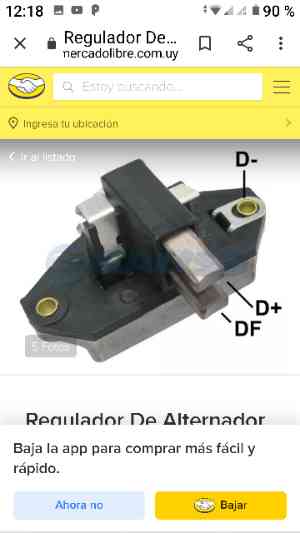 12:18
90 %
Regulador De...
mercadolibre.com.uy
Estoy buscando...
Ingresa tu ubicación
Ir al listado
D-
D+
DF
5 Fotos
Regulador De Alternador
Baja la app para comprar más fácil y
rápido.
Ahora no
Bajar